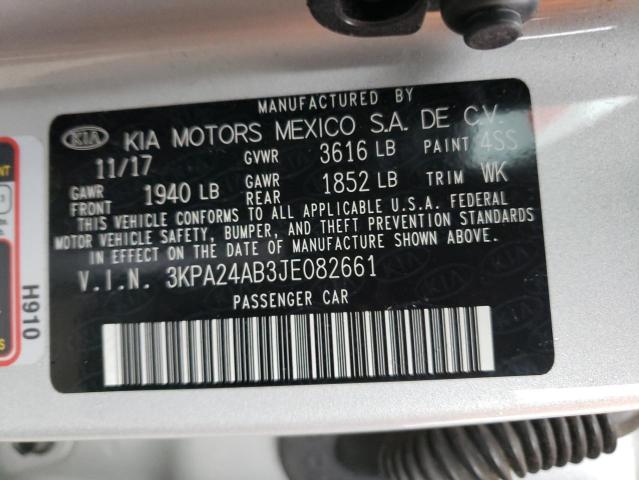 MANUFACTURED BY
KIA KIA MOTORS MEXICO S.A. DE C.V.
11/17 GVWR 3616 LB PAINT 4SS
GAWR FRONT 1940 LB GAWR REAR 1852 LB TRIM WK
THIS VEHICLE CONFORMS TO ALL APPLICABLE U.S.A. FEDERAL
MOTOR VEHICLE SAFETY, BUMPER, AND THEFT PREVENTION STANDARDS
IN EFFECT ON THE DATE OF MANUFACTURE SHOWN ABOVE.
V.I.N. 3KPA24AB3JE082661
PASSENGER CAR
H910